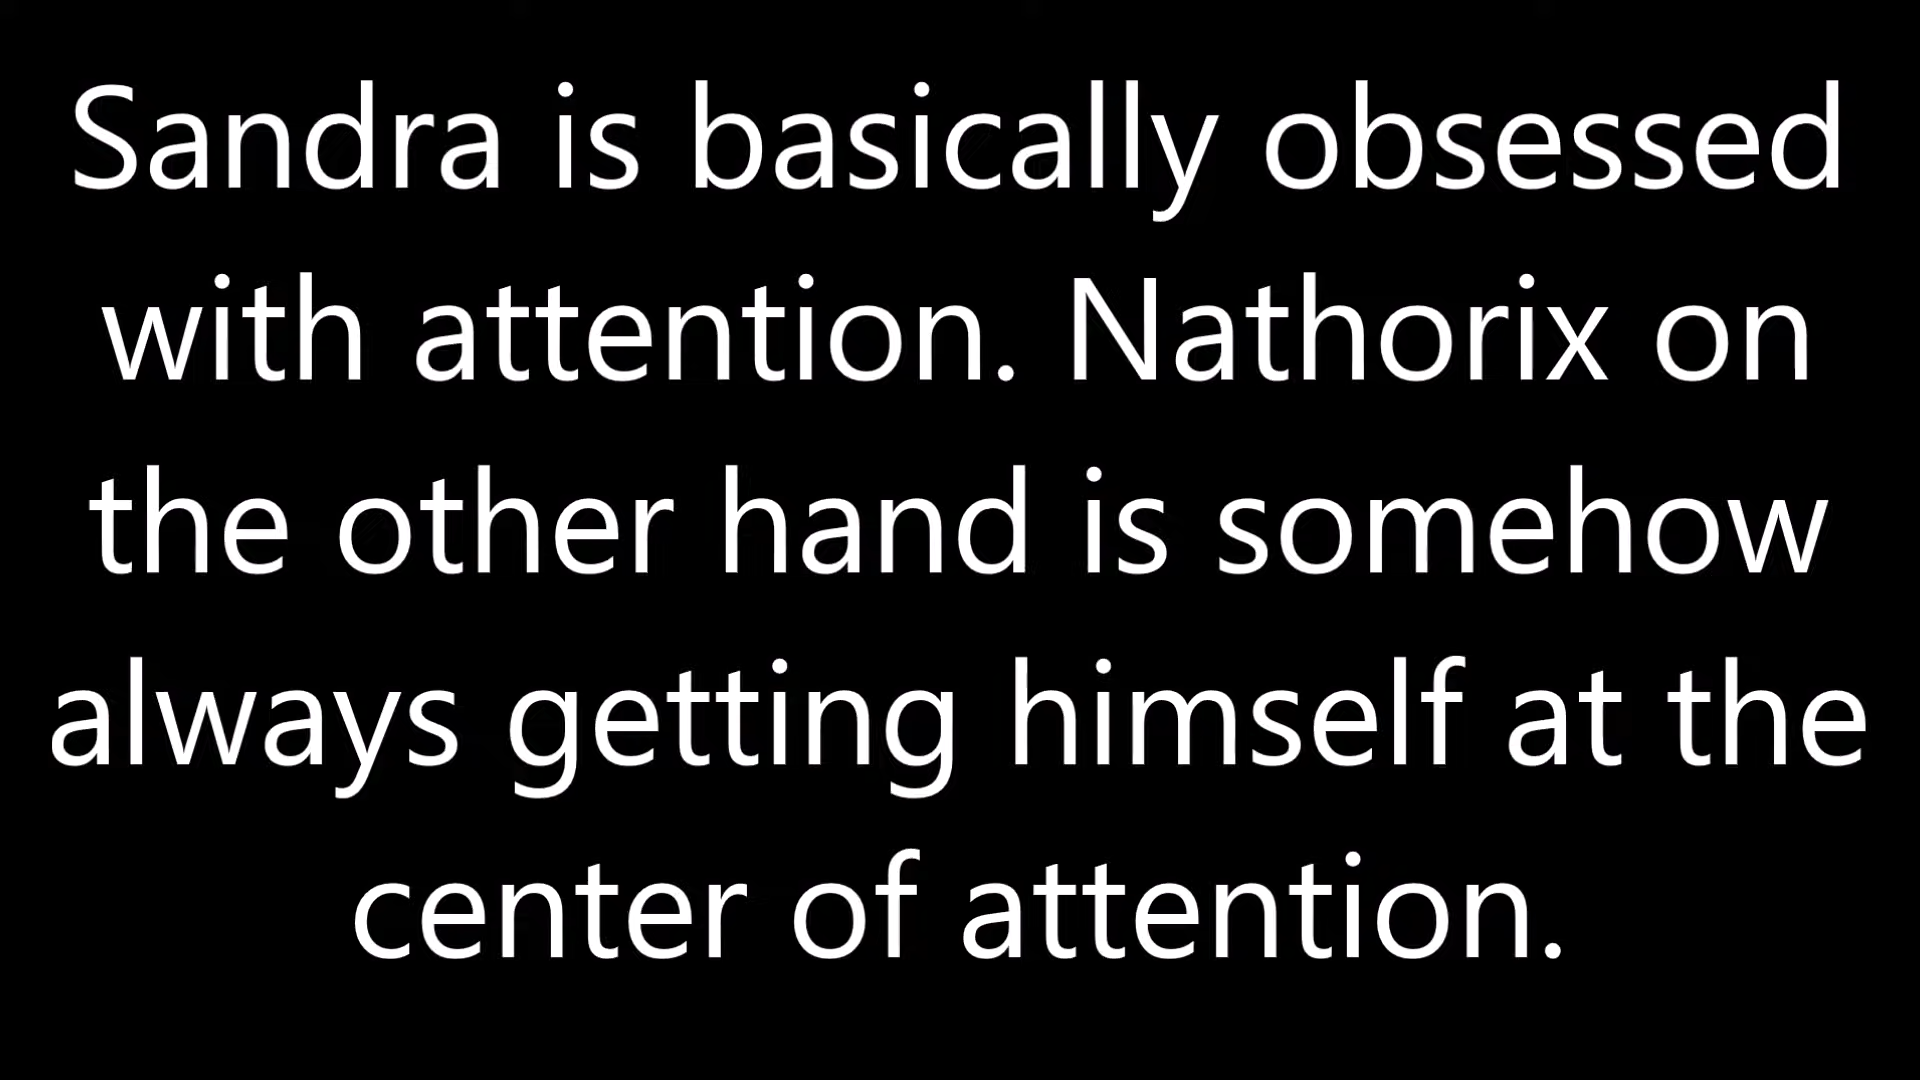 Sandra is basically obsessed
with attention. Nathorix on
the other hand is somehow
always getting himself at the
center of attention.